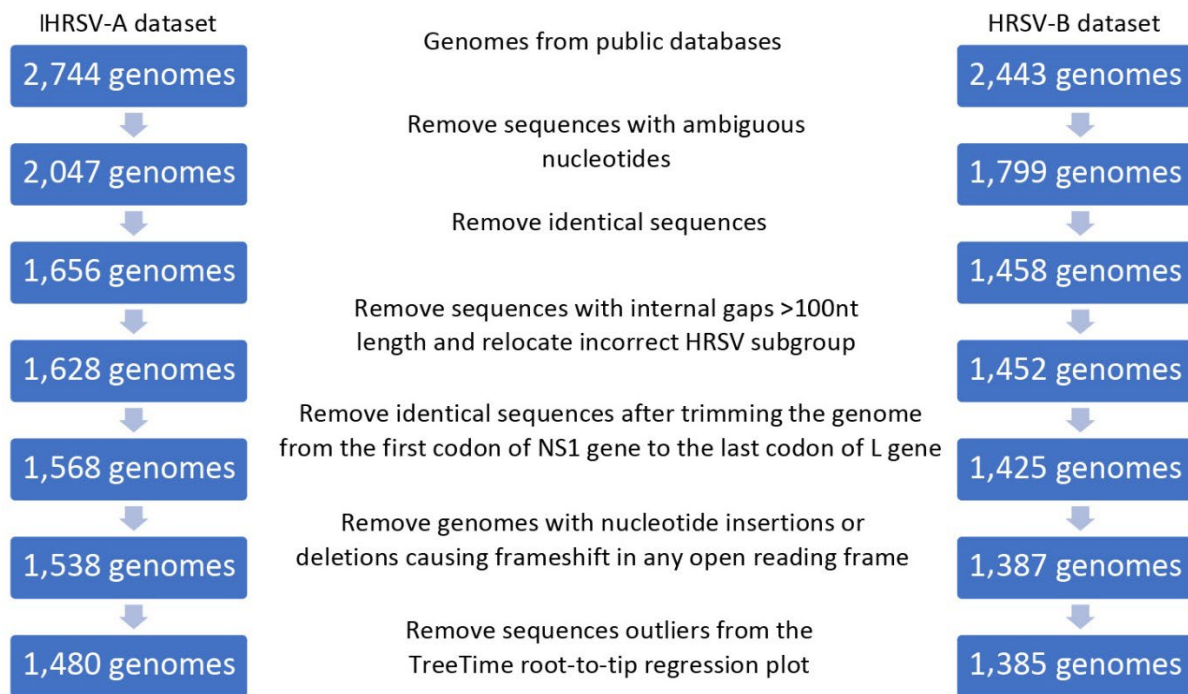 lHRSV-A dataset
Genomes from public databases
HRSV-B dataset
2,744 genomes
2,443 genomes
Remove sequences with ambiguous
nucleotides
2,047 genomes
1,799 genomes
Remove identical sequences
1,656 genomes
1,458 genomes
Remove sequences with internal gaps >100nt
length and relocate incorrect HRSV subgroup
1,628 genomes
1,452 genomes
Remove identical sequences after trimming the genome
from the first codon of NS1 gene to the last codon of L gene
1,568 genomes
1,425 genomes
Remove genomes with nucleotide insertions or
deletions causing frameshift in any open reading frame
1,538 genomes
1,387 genomes
Remove sequences outliers from the
TreeTime root-to-tip regression plot
1,480 genomes
1,385 genomes